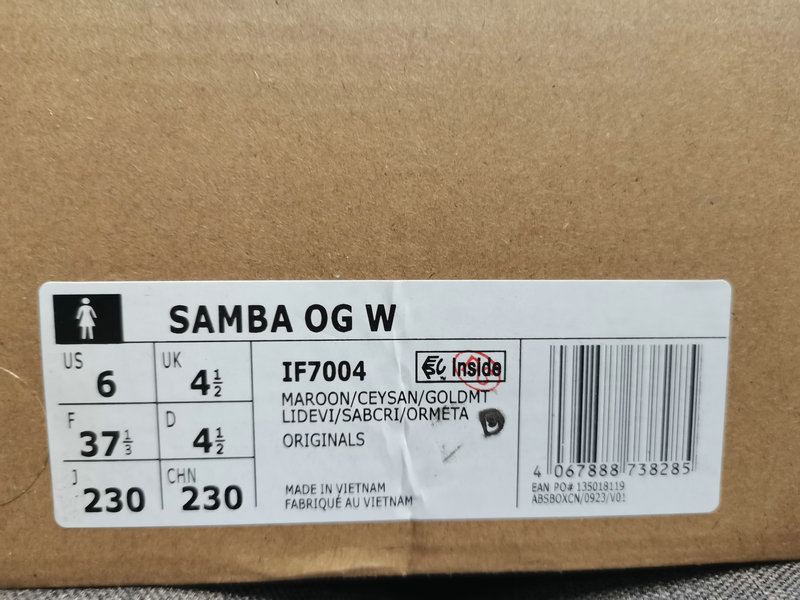 SAMBA OG W
US 6
UK 4½
F 37⅓
D 4½
J 230
CHN 230
IF7004
Inside
MAROON/CEYSAN/GOLDMT
LIDEVI/SABCRI/ORMETA
ORIGINALS
MADE IN VIETNAM
FABRIQUÉ AU VIETNAM
4 067888 738285
EAN PO# 135018119
ABSBOXCN/0923/V01